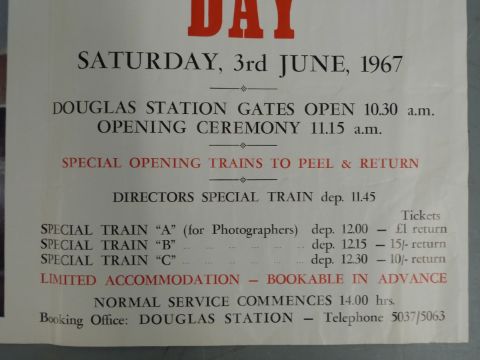 DAY
SATURDAY, 3rd JUNE, 1967
DOUGLAS STATION GATES OPEN 10.30 a.m.
OPENING CEREMONY 11.15 a.m.
SPECIAL OPENING TRAINS TO PEEL & RETURN
DIRECTORS SPECIAL TRAIN dep. 11.45
Tickets
SPECIAL TRAIN "A" (for Photographers) dep. 12.00 — £1 return
SPECIAL TRAIN "B" ... ... ... ... ... dep. 12.15 — 15/- return
SPECIAL TRAIN "C" ... ... ... ... ... dep. 12.30 — 10/- return
LIMITED ACCOMMODATION — BOOKABLE IN ADVANCE
NORMAL SERVICE COMMENCES 14.00 hrs.
Booking Office: DOUGLAS STATION — Telephone 5037/5063